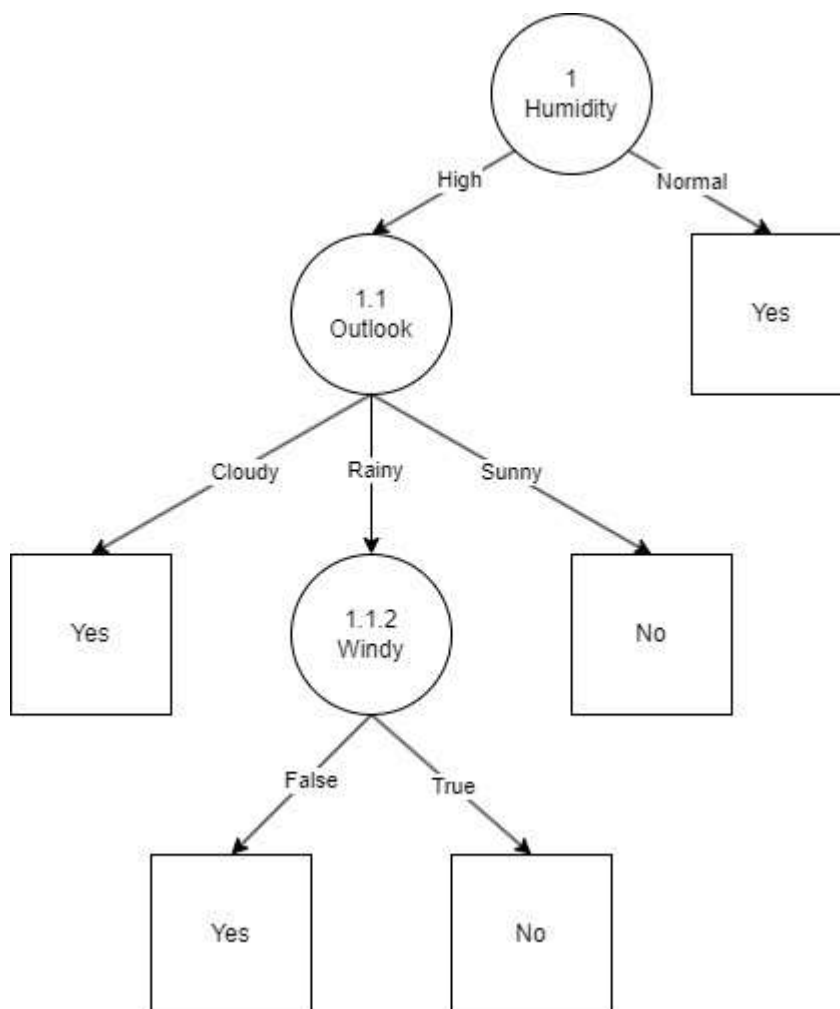 1
Humidity
High
Normal
1.1
Outlook
Yes
Cloudy
Rainy
Sunny
Yes
1.1.2
Windy
No
False
True
Yes
No